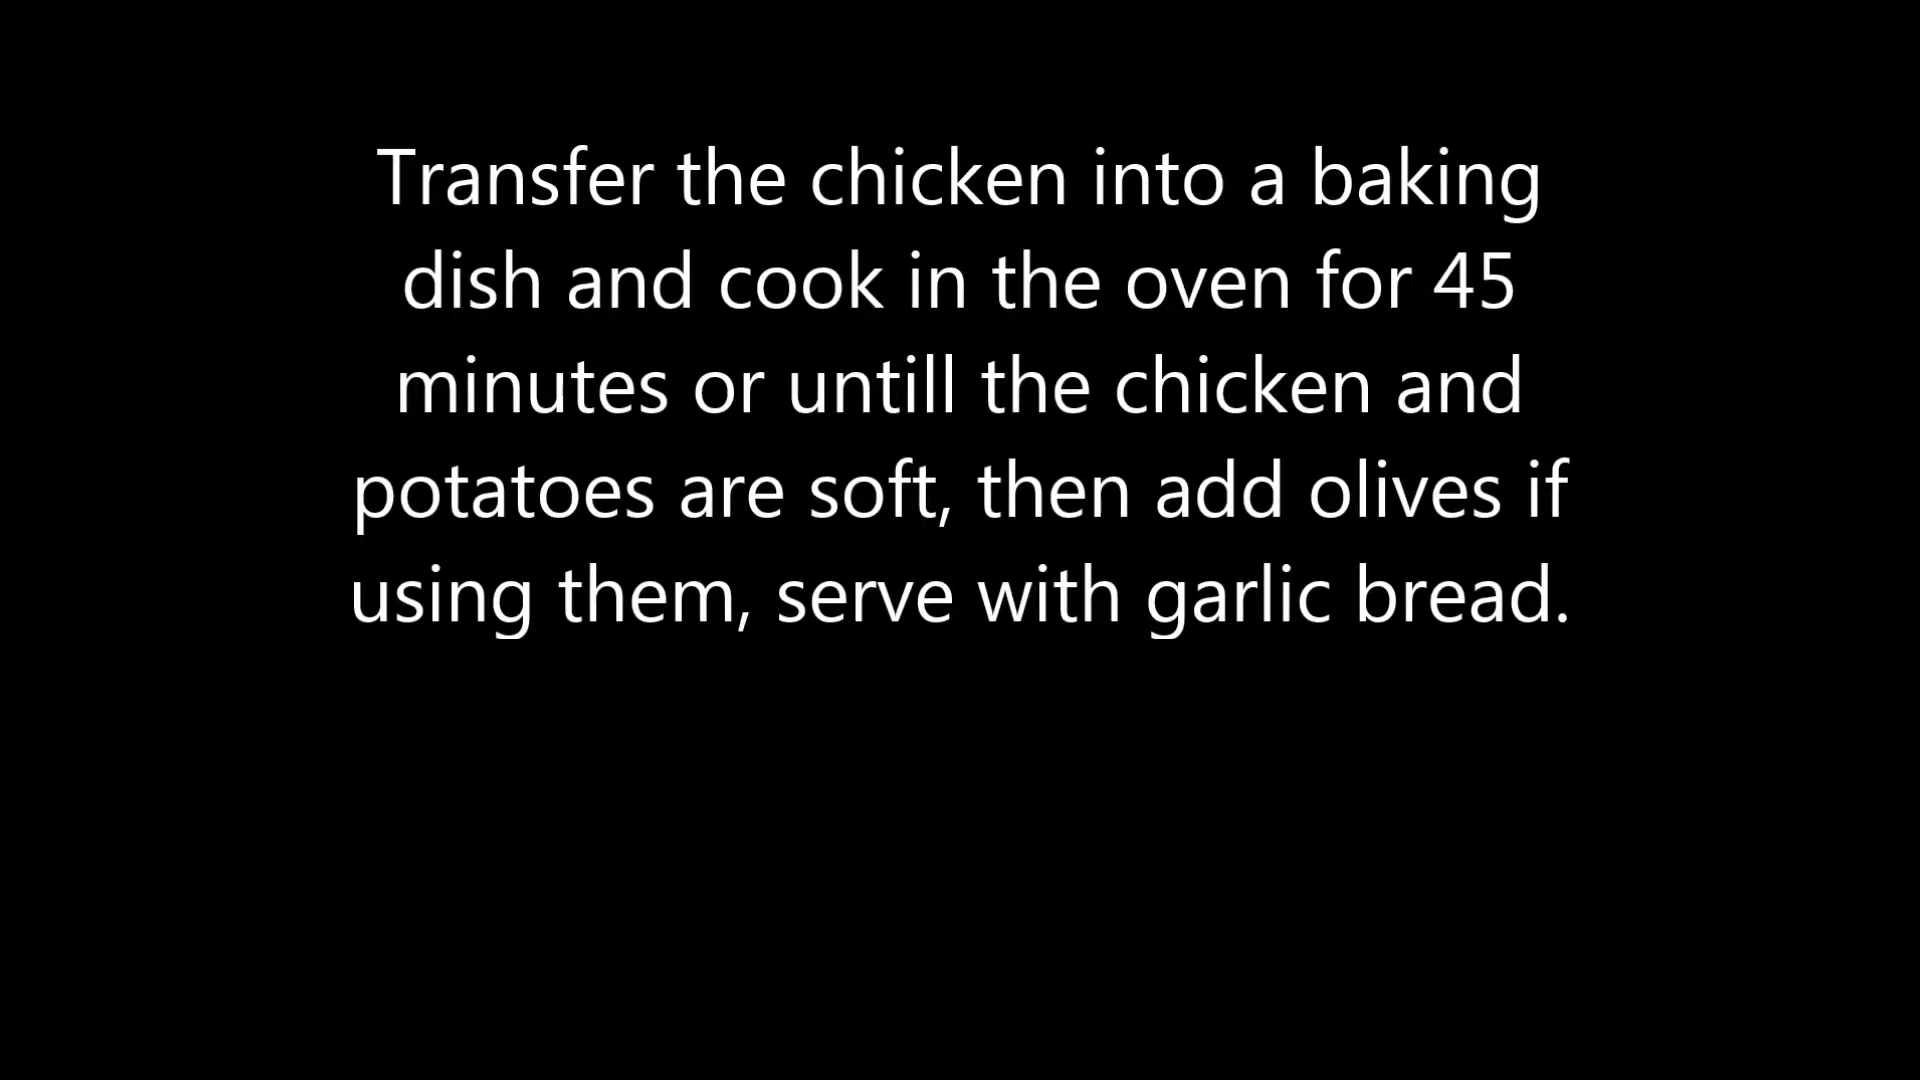 Transfer the chicken into a baking
dish and cook in the oven for 45
minutes or untill the chicken and
potatoes are soft, then add olives if
using them, serve with garlic bread.